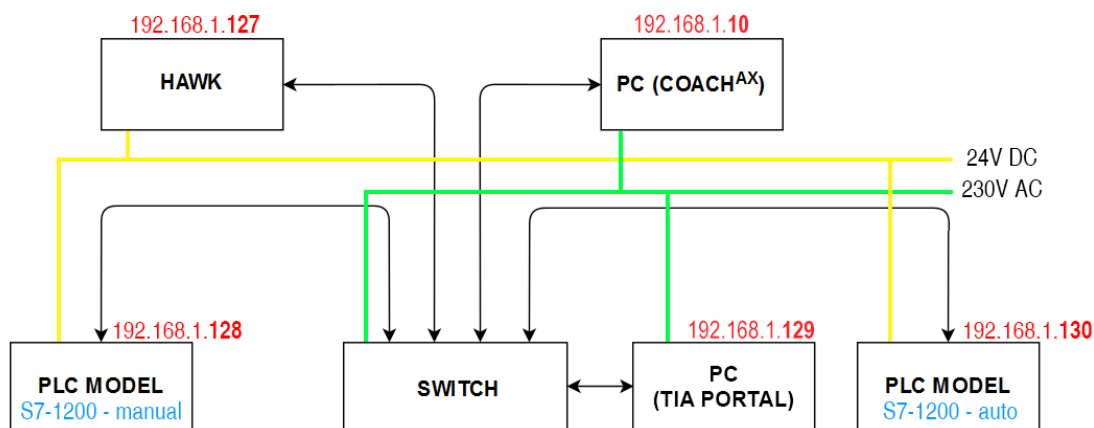 192.168.1.127
192.168.1.10
HAWK
PC (COACHᴬˣ)
24V DC
230V AC
192.168.1.128
192.168.1.129
192.168.1.130
PLC MODEL
S7-1200 - manual
SWITCH
PC
(TIA PORTAL)
PLC MODEL
S7-1200 - auto